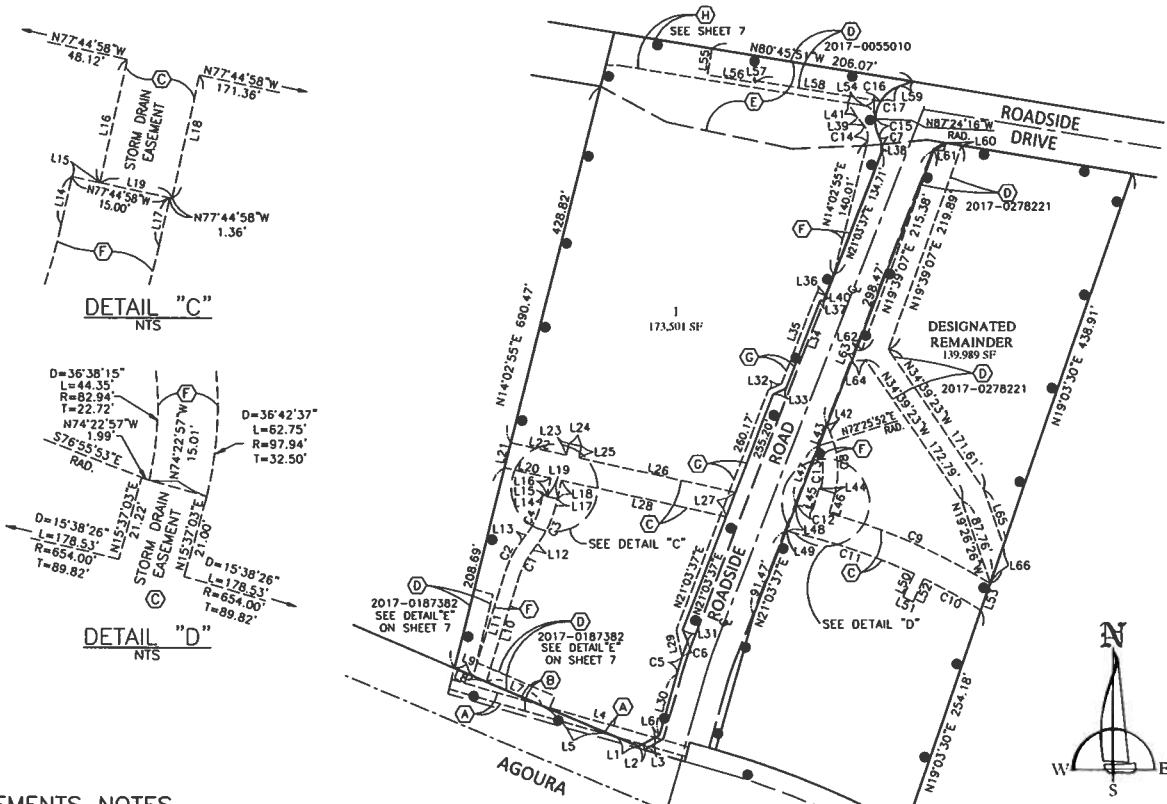 N77°44'58"W
48.12'
C
N77°44'58"W
171.36'
L16
STORM DRAIN
EASEMENT
L18
L15
L19
L14
N77°44'58"W
15.00'
L17
N77°44'58"W
1.36'
F
DETAIL "C"
NTS
D=36°38'15"
L=44.35'
R=82.94'
T=22.72'
F
N74°22'57"W
1.99'
N74°22'57"W
15.01'
D=36°42'37"
L=62.75'
R=97.94'
T=32.50'
S76°55'53"E
RAD.
N15°37'03"E
21.22'
STORM DRAIN
EASEMENT
N15°37'03"E
21.00'
D=15°38'26"
L=178.53'
R=654.00'
T=89.82'
D=15°38'26"
L=178.53'
R=654.00'
T=89.82'
C
DETAIL "D"
NTS
H
SEE SHEET 7
D
2017-0055010
N80°45'51"W
206.07'
L55
L56
L57
L58
L54
C16
L59
C17
E
L41
L39
C14
C15
C7
L38
N87°24'16"W
RAD.
ROADSIDE
DRIVE
L60
L61
D
2017-0278221
428.82'
N14°02'55"E
140.01'
N21°03'37"E 134.71'
F
N19°39'07"E 215.38'
N19°39'07"E 219.89'
298.47'
L36
L40
L37
L35
L34
1
173,501 SF
N14°02'55"E 690.47'
G
L32
L33
L62
L63
L64
DESIGNATED
REMAINDER
139,989 SF
D
2017-0278221
N19°03'30"E 438.91'
N34°39'23"W 171.61'
N34°39'23"W 172.79'
L42
L43
N72°25'52"E
RAD.
F
260.17'
255.20'
ROAD
L23
L24
L22
L25
L21
L26
G
L20
L19
L16
L15
L14
L18
L17
L28
L27
C
L47
C13
C8
L45
L46
L44
C12
L48
L49
C9
C11
C
C10
L50
L51
L52
L53
87.76'
N19°26'26"W
L65
L66
L13
C4
C3
C2
L12
C1
SEE DETAIL "C"
SEE DETAIL "D"
208.69'
D
2017-0187382
SEE DETAIL"E"
ON SHEET 7
L11
L10
F
D
2017-0187382
SEE DETAIL"E"
ON SHEET 7
N21°03'37"E
N21°03'37"E
ROADSIDE
91.47'
N21°03'37"E
L31
L29
C6
C5
L30
L9
L8
L7
B
A
L4
A
L6
L5
L1
L2
L3
AGOURA
N19°03'30"E 254.18'
N
W
E
S